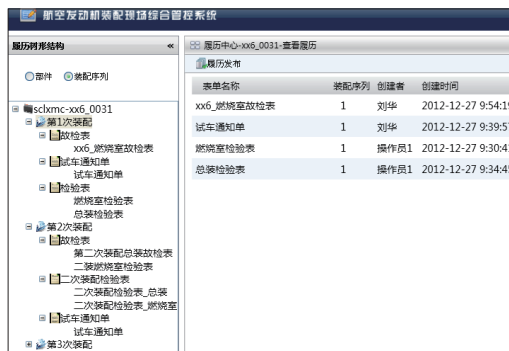 航空发动机装配现场综合管控系统
履历树形结构 «
部件 装配序列
sclxmc-xx6_0031
第1次装配
故检表
xx6_燃烧室故检表
试车通知单
试车通知单
检验表
燃烧室检验表
总装检验表
第2次装配
故检表
第二次装配总装故检表
二装燃烧室检验表
二次装配检验表
二次装配检验表_总装
二次装配检验表_燃烧室
试车通知单
试车通知单
第3次装配
履历中心-xx6_0031-查看履历
履历发布
表单名称 装配序列 创建者 创建时间
xx6_燃烧室故检表 1 刘华 2012-12-27 9:54:19
试车通知单 1 刘华 2012-12-27 9:39:57
燃烧室检验表 1 操作员1 2012-12-27 9:30:4
总装检验表 1 操作员1 2012-12-27 9:34:4